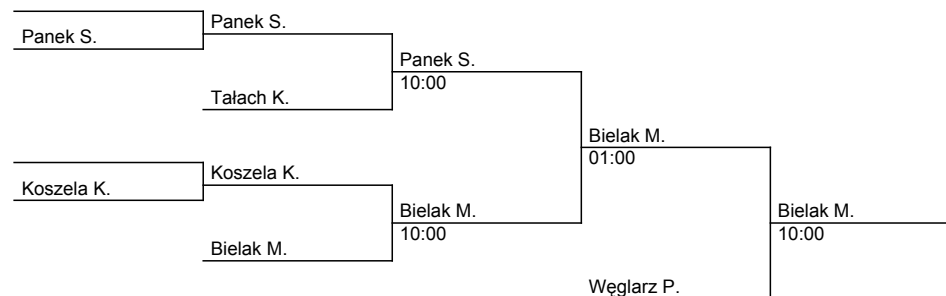 Panek S.
Panek S.
Panek S.
10:00
Tałach K.
Bielak M.
01:00
Koszela K.
Koszela K.
Bielak M.
10:00
Bielak M.
Bielak M.
10:00
Węglarz P.